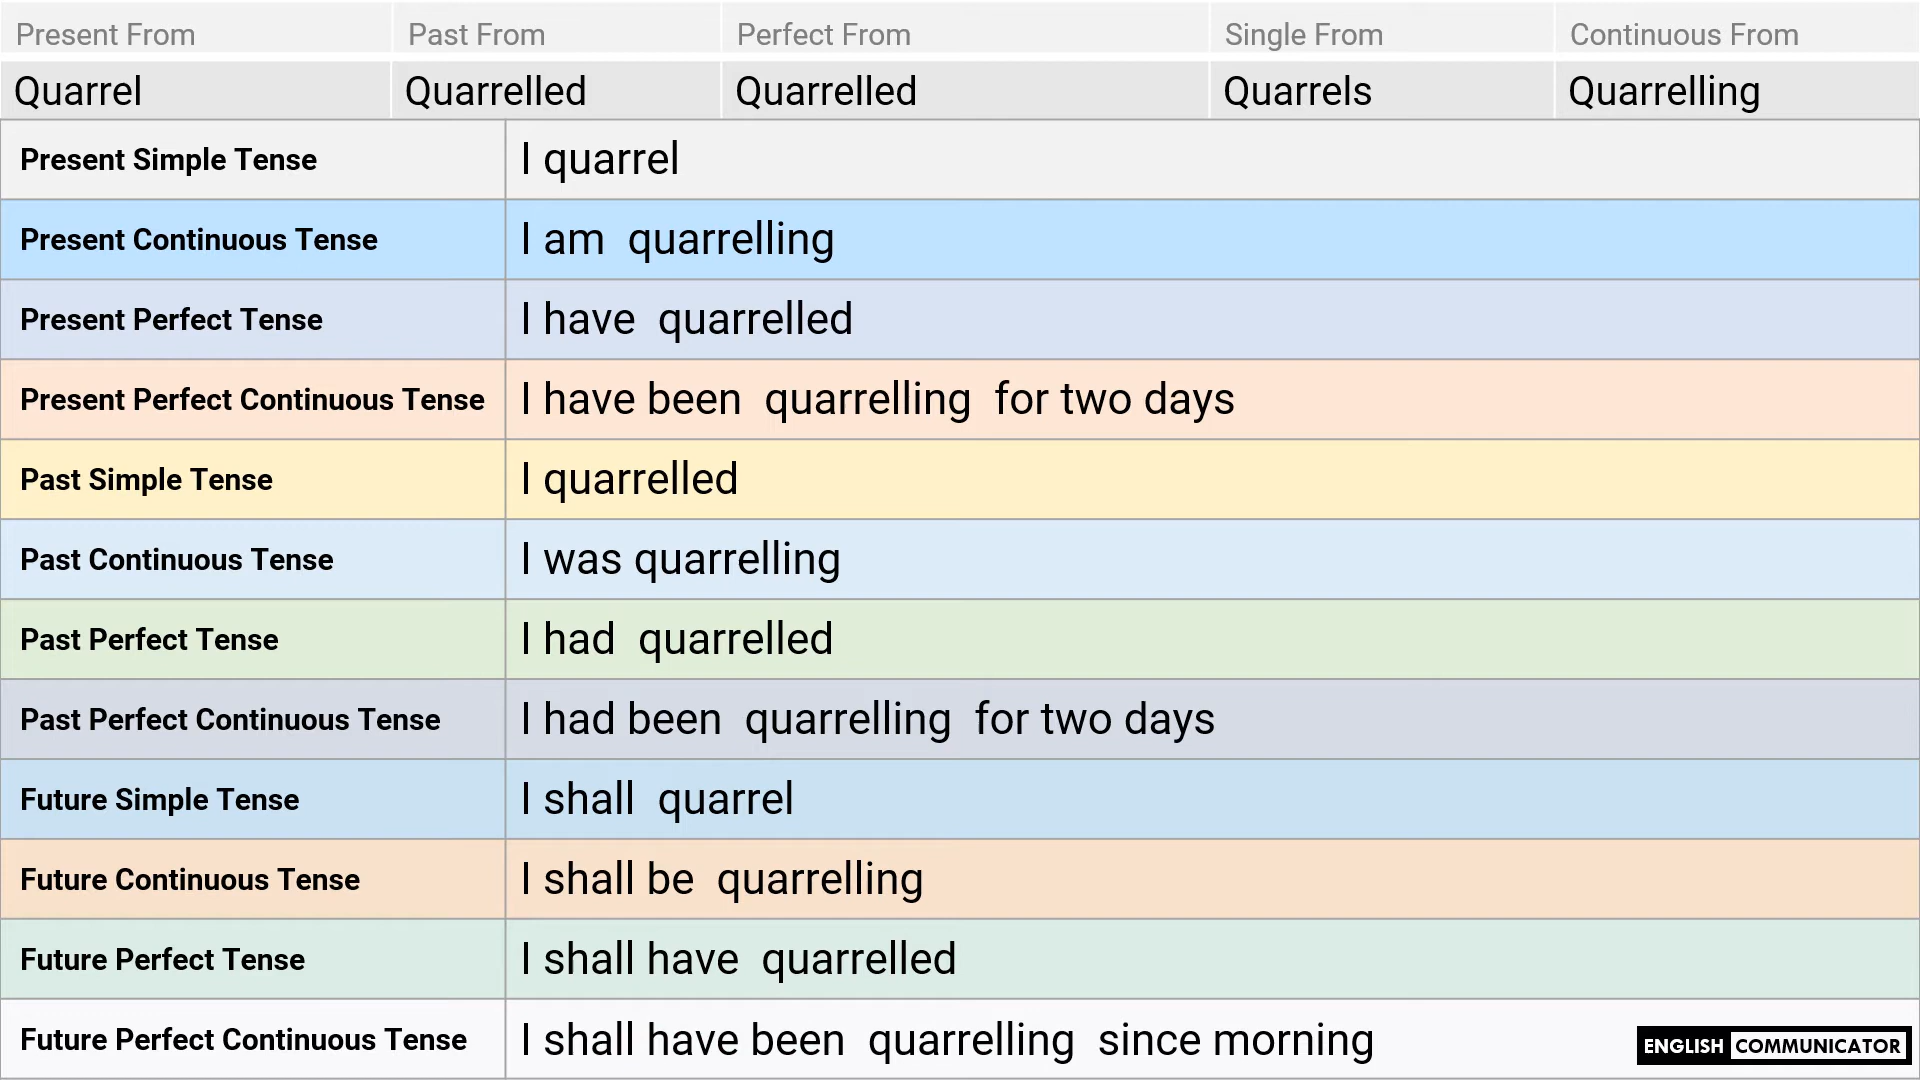 Present From Past From Perfect From Single From Continuous From
Quarrel Quarrelled Quarrelled Quarrels Quarrelling
Present Simple Tense I quarrel
Present Continuous Tense I am quarrelling
Present Perfect Tense I have quarrelled
Present Perfect Continuous Tense I have been quarrelling for two days
Past Simple Tense I quarrelled
Past Continuous Tense I was quarrelling
Past Perfect Tense I had quarrelled
Past Perfect Continuous Tense I had been quarrelling for two days
Future Simple Tense I shall quarrel
Future Continuous Tense I shall be quarrelling
Future Perfect Tense I shall have quarrelled
Future Perfect Continuous Tense I shall have been quarrelling since morning
ENGLISH COMMUNICATOR